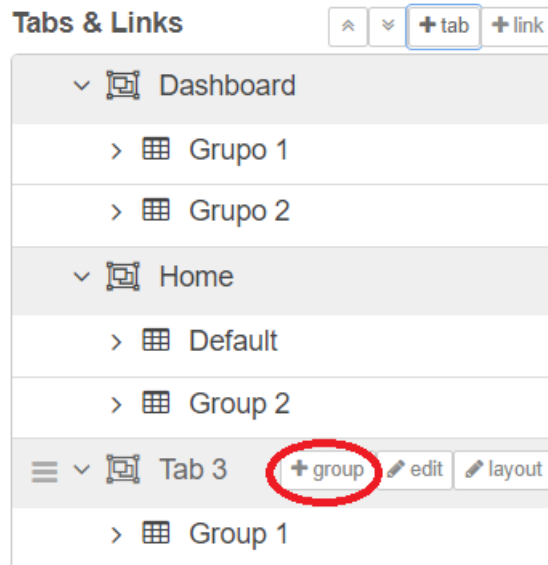 Tabs & Links + tab + link
Dashboard
Grupo 1
Grupo 2
Home
Default
Group 2
Tab 3 + group edit layout
Group 1